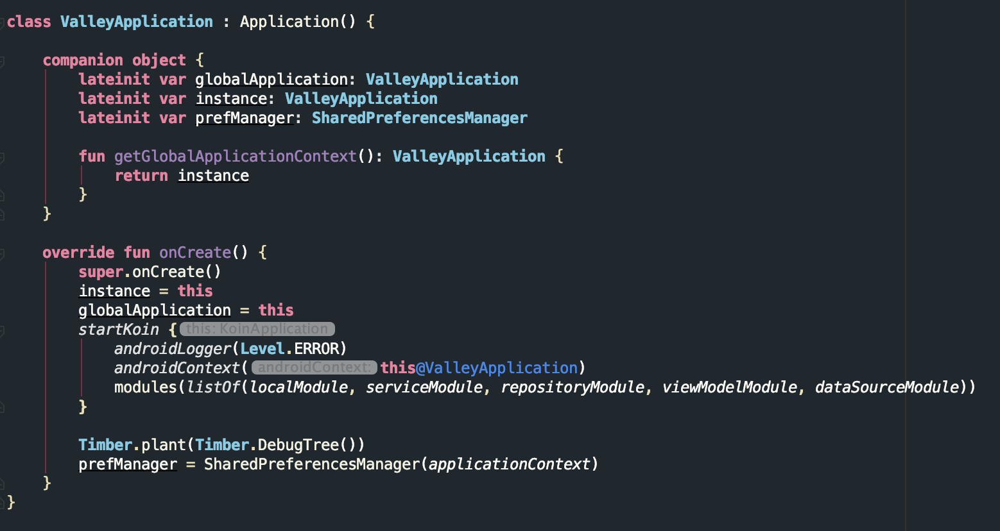 class ValleyApplication : Application() {
companion object {
lateinit var globalApplication: ValleyApplication
lateinit var instance: ValleyApplication
lateinit var prefManager: SharedPreferencesManager
fun getGlobalApplicationContext(): ValleyApplication {
return instance
}
}
override fun onCreate() {
super.onCreate()
instance = this
globalApplication = this
startKoin { this: KoinApplication
androidLogger(Level.ERROR)
androidContext( androidContext: this@ValleyApplication)
modules(listOf(localModule, serviceModule, repositoryModule, viewModelModule, dataSourceModule))
}
Timber.plant(Timber.DebugTree())
prefManager = SharedPreferencesManager(applicationContext)
}
}